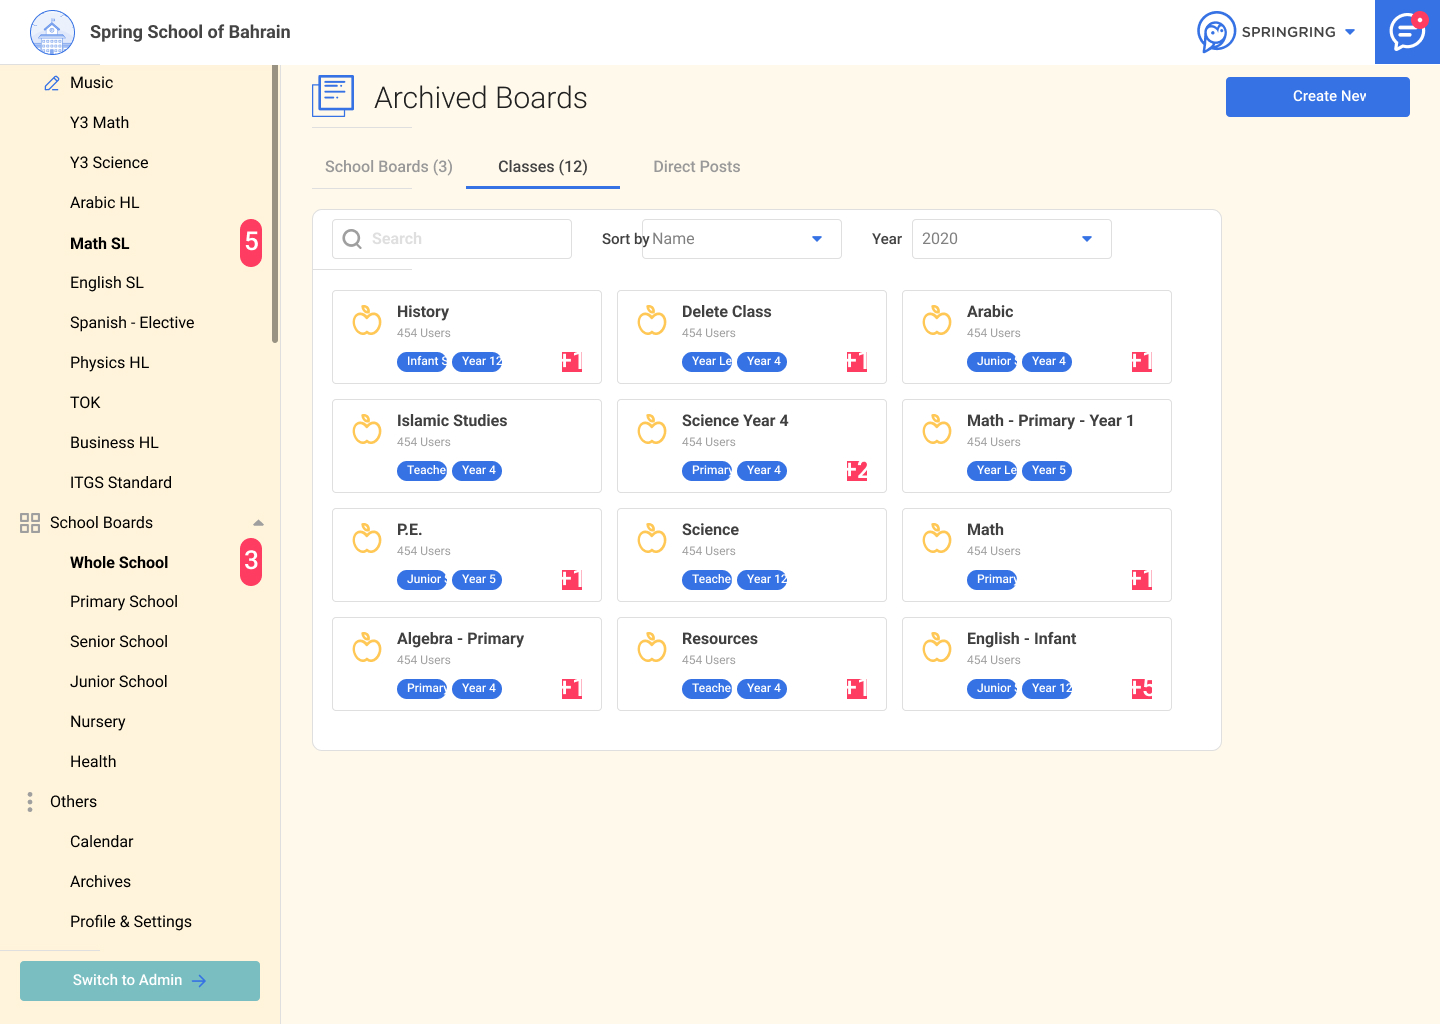 Spring School of Bahrain
SPRINGRING
Music
Y3 Math
Y3 Science
Arabic HL
Math SL
5
English SL
Spanish - Elective
Physics HL
TOK
Business HL
ITGS Standard
School Boards
Whole School
3
Primary School
Senior School
Junior School
Nursery
Health
Others
Calendar
Archives
Profile & Settings
Switch to Admin
Archived Boards
Create New
School Boards (3)
Classes (12)
Direct Posts
Search
Sort by
Name
Year
2020
History
454 Users
Infant S
Year 12
+1
Delete Class
454 Users
Year Le
Year 4
+1
Arabic
454 Users
Junior S
Year 4
+1
Islamic Studies
454 Users
Teache
Year 4
Science Year 4
454 Users
Primary
Year 4
+2
Math - Primary - Year 1
454 Users
Year Le
Year 5
P.E.
454 Users
Junior S
Year 5
+1
Science
454 Users
Teache
Year 12
Math
454 Users
Primary
+1
Algebra - Primary
454 Users
Primary
Year 4
+1
Resources
454 Users
Teache
Year 4
+1
English - Infant
454 Users
Junior S
Year 12
+5